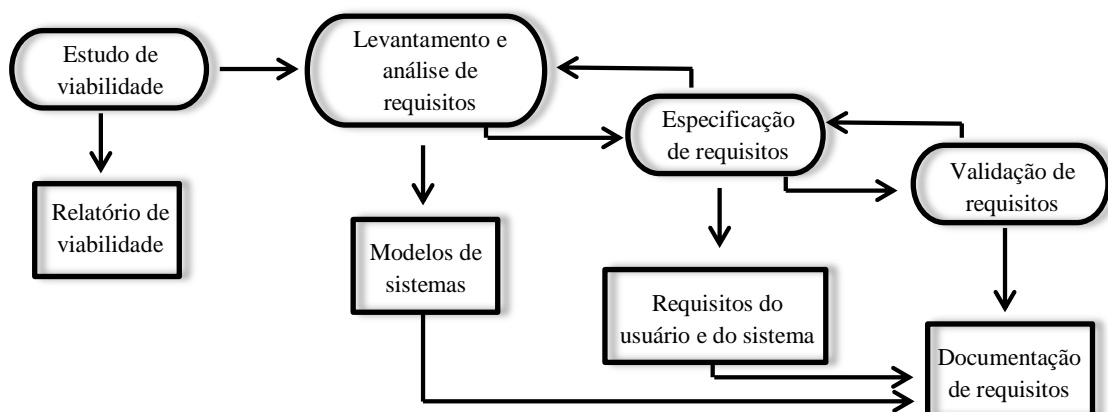 Estudo de
viabilidade
Levantamento e
análise de
requisitos
Especificação
de requisitos
Validação de
requisitos
Relatório de
viabilidade
Modelos de
sistemas
Requisitos do
usuário e do sistema
Documentação
de requisitos